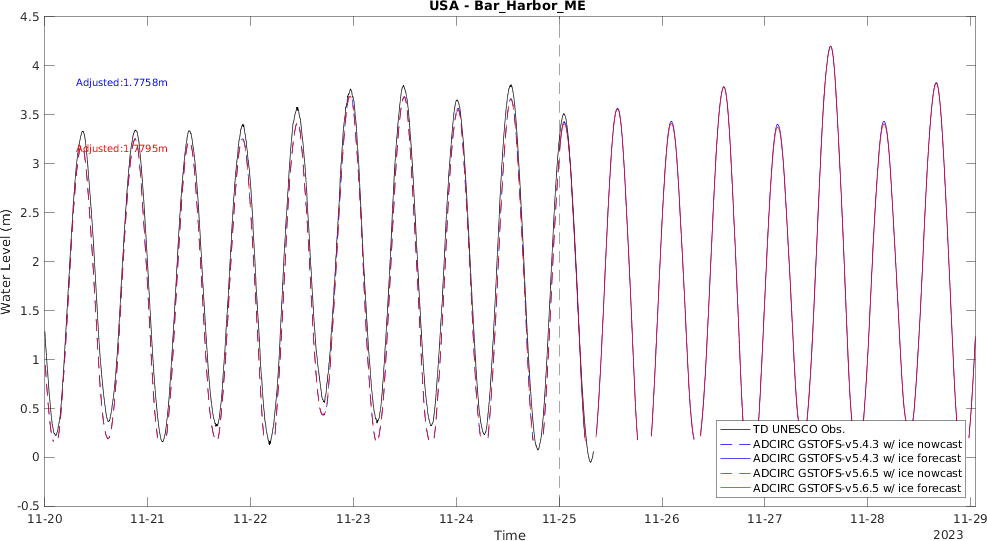 USA - Bar_Harbor_ME
4.5
4
3.5
3
2.5
2
1.5
1
0.5
0
-0.5
Water Level (m)
Adjusted:1.7758m
Adjusted:1.7795m
TD UNESCO Obs.
ADCIRC GSTOFS-v5.4.3 w/ ice nowcast
ADCIRC GSTOFS-v5.4.3 w/ ice forecast
ADCIRC GSTOFS-v5.6.5 w/ ice nowcast
ADCIRC GSTOFS-v5.6.5 w/ ice forecast
11-20 11-21 11-22 11-23 11-24 11-25 11-26 11-27 11-28 11-29
Time
2023